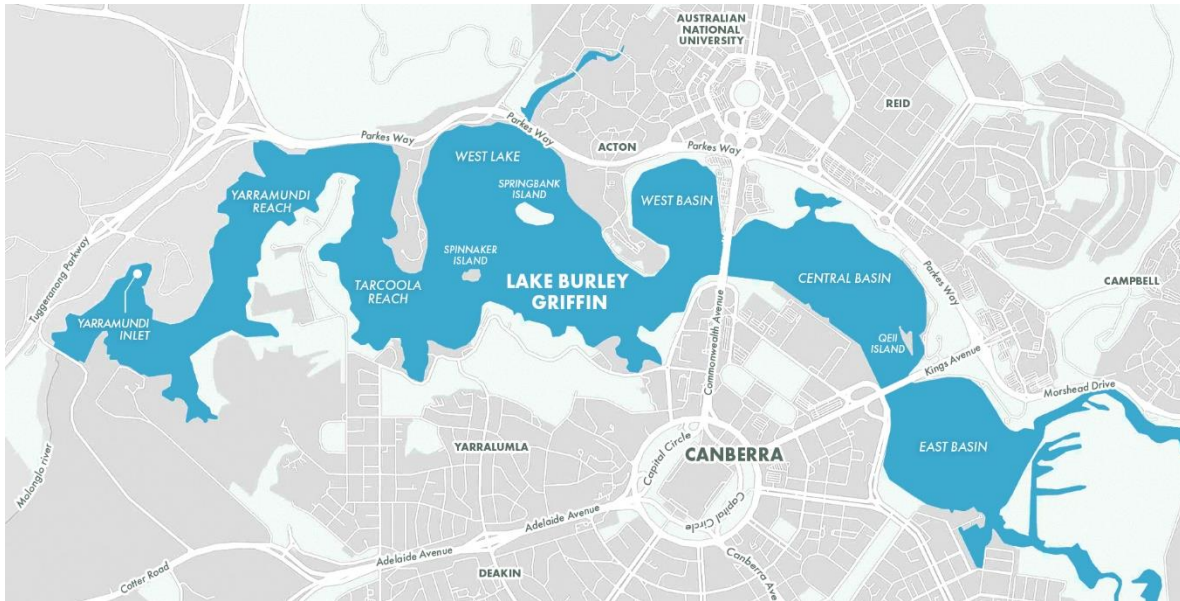 AUSTRALIAN
NATIONAL
UNIVERSITY
REID
Parkes Way
Parkes Way
ACTON
Parkes Way
WEST LAKE
SPRINGBANK
ISLAND
WEST BASIN
YARRAMUNDI
REACH
SPINNAKER
ISLAND
TARCOOLA
REACH
LAKE BURLEY
GRIFFIN
CENTRAL BASIN
Parkes Way
CAMPBELL
Tuggeranong Parkway
YARRAMUNDI
INLET
Commonwealth Avenue
QEII
ISLAND
Kings Avenue
Morshead Drive
Molonglo river
YARRALUMLA
Capital Circle
CANBERRA
EAST BASIN
Capital Circle
Adelaide Avenue
Adelaide Avenue
Cotter Road
DEAKIN
Canberra Ave